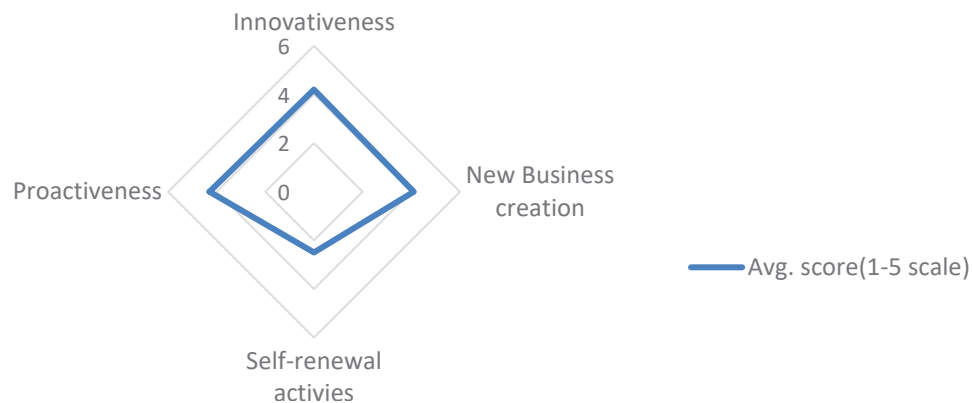 Innovativeness
6
4
2
0
Proactiveness
New Business
creation
Avg. score(1-5 scale)
Self-renewal
activies